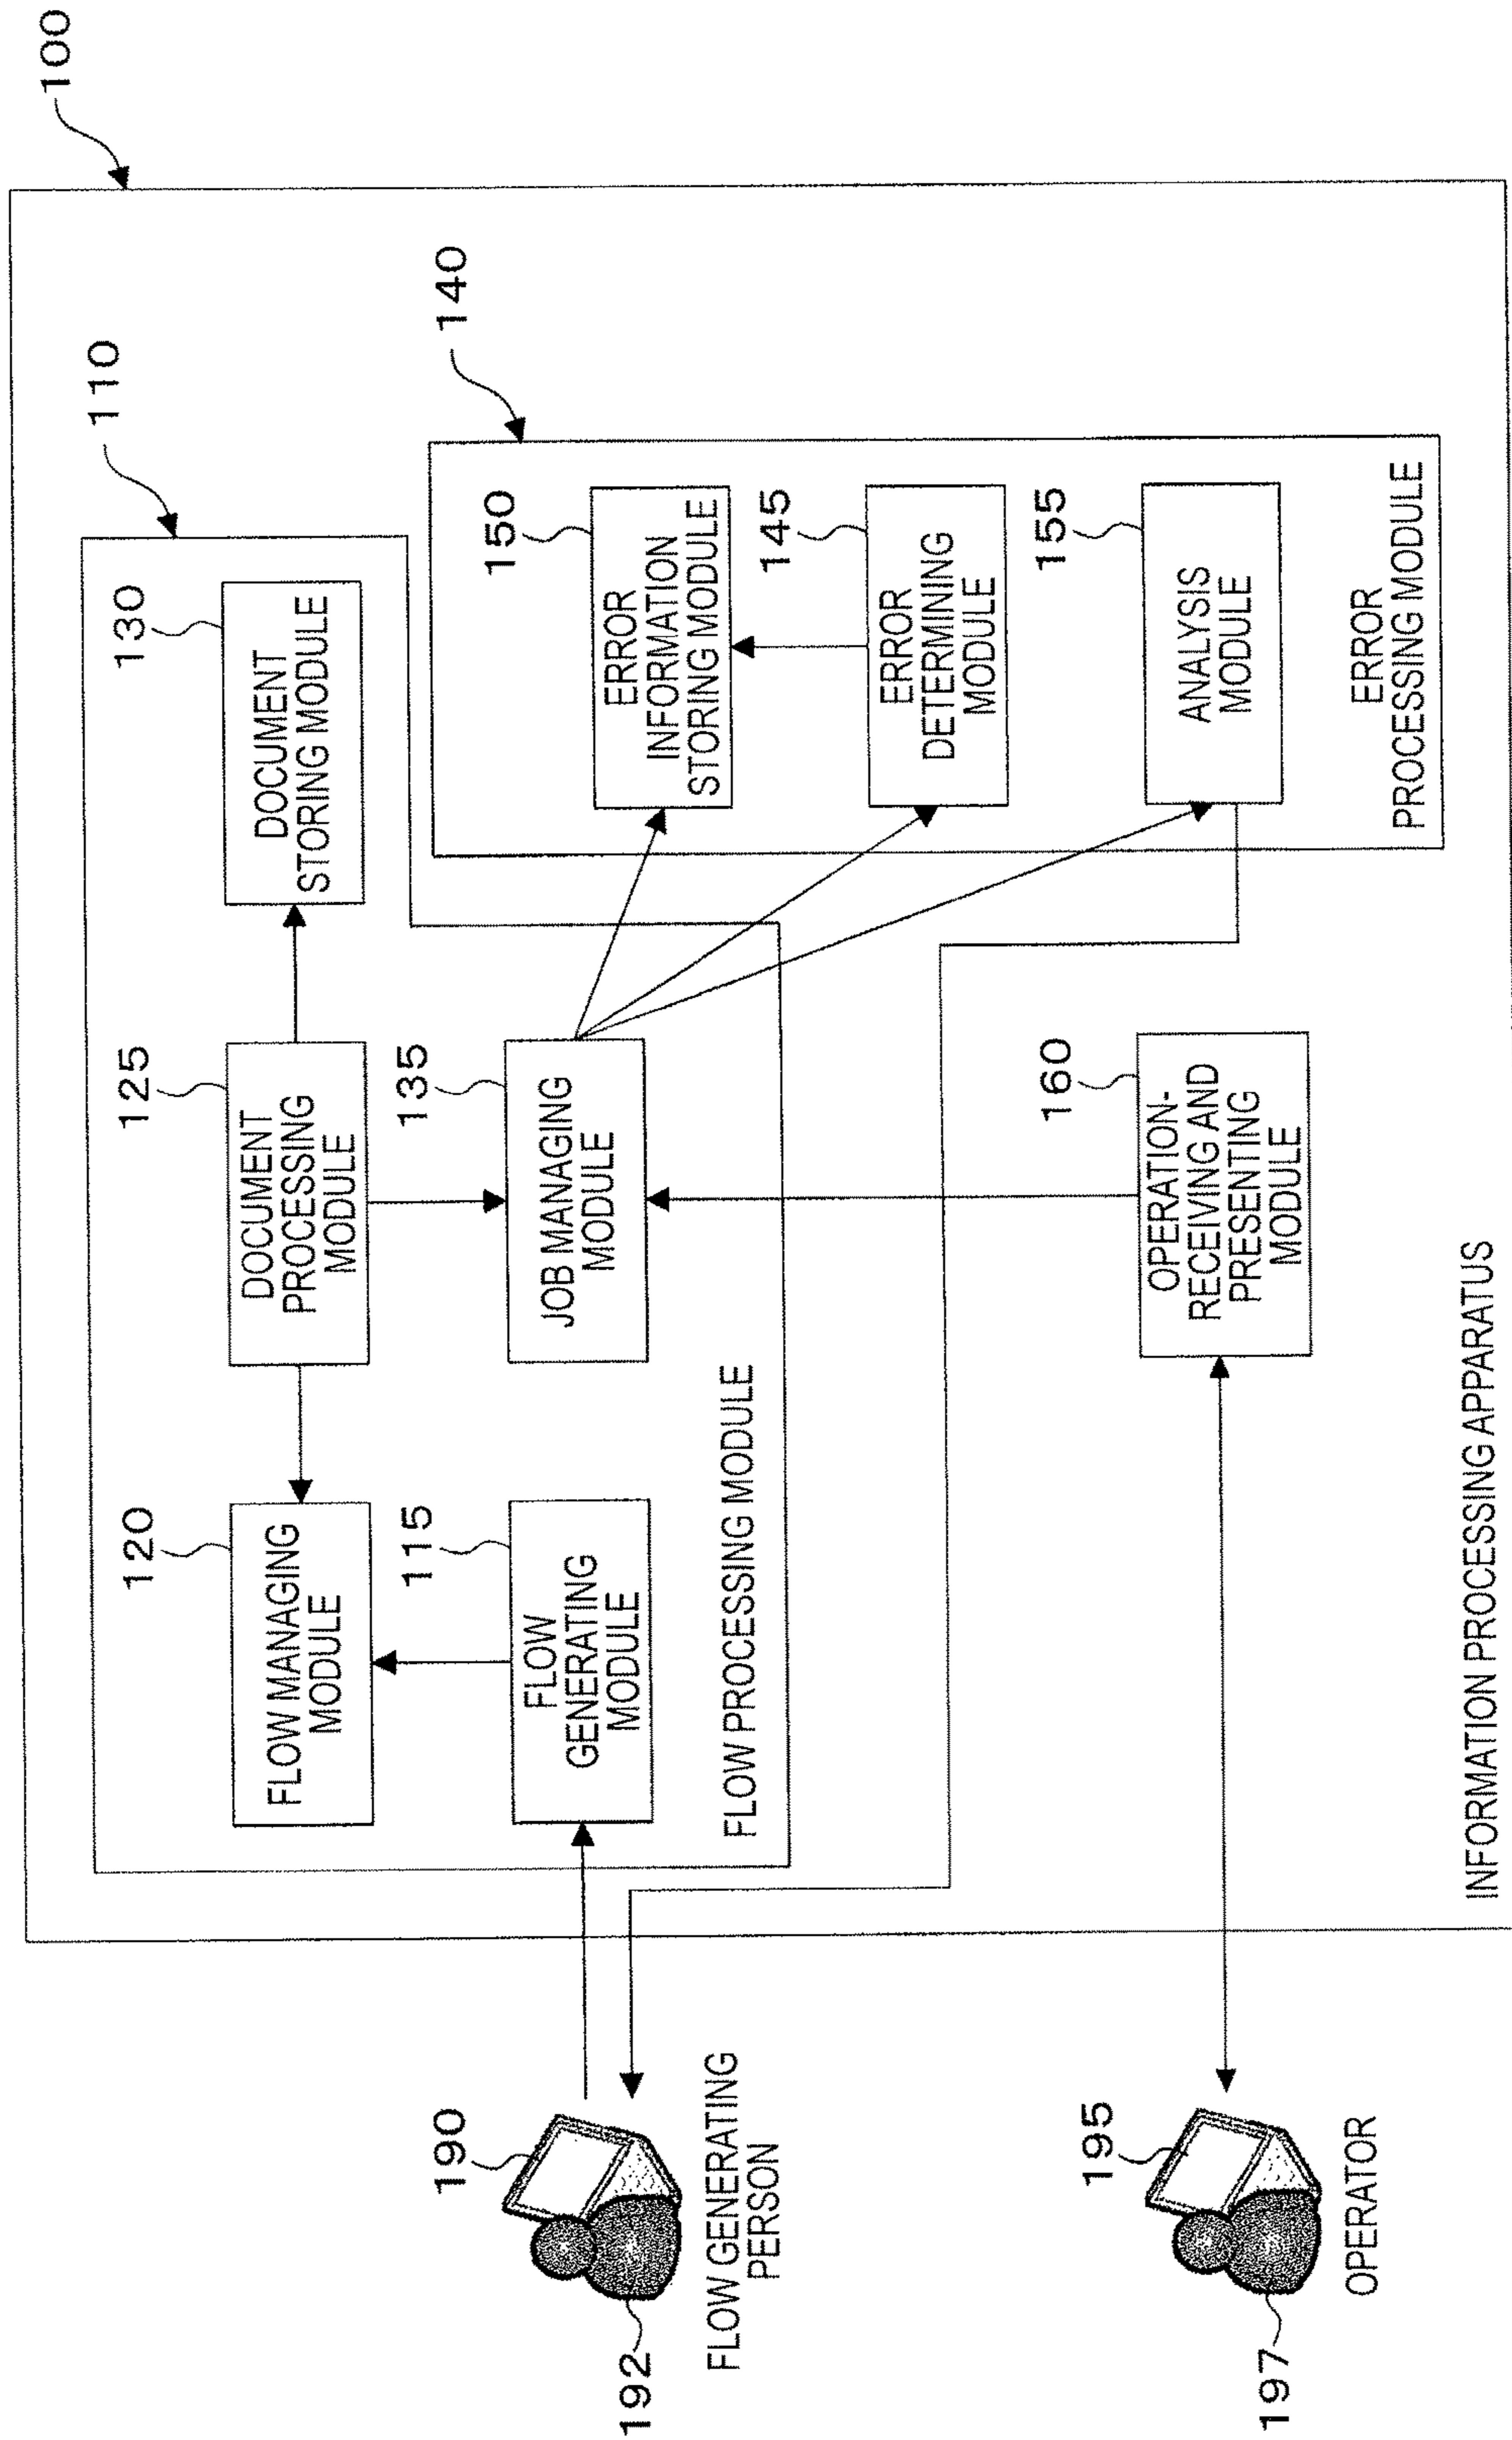 100
110
130
DOCUMENT
STORING MODULE
125
DOCUMENT
PROCESSING
MODULE
120
FLOW MANAGING
MODULE
115
FLOW
GENERATING
MODULE
135
JOB MANAGING
MODULE
FLOW PROCESSING MODULE
140
150
ERROR
INFORMATION
STORING MODULE
145
ERROR
DETERMINING
MODULE
155
ANALYSIS
MODULE
ERROR
PROCESSING MODULE
160
OPERATION-
RECEIVING AND
PRESENTING
MODULE
INFORMATION PROCESSING APPARATUS
190
192
FLOW GENERATING
PERSON
195
197
OPERATOR